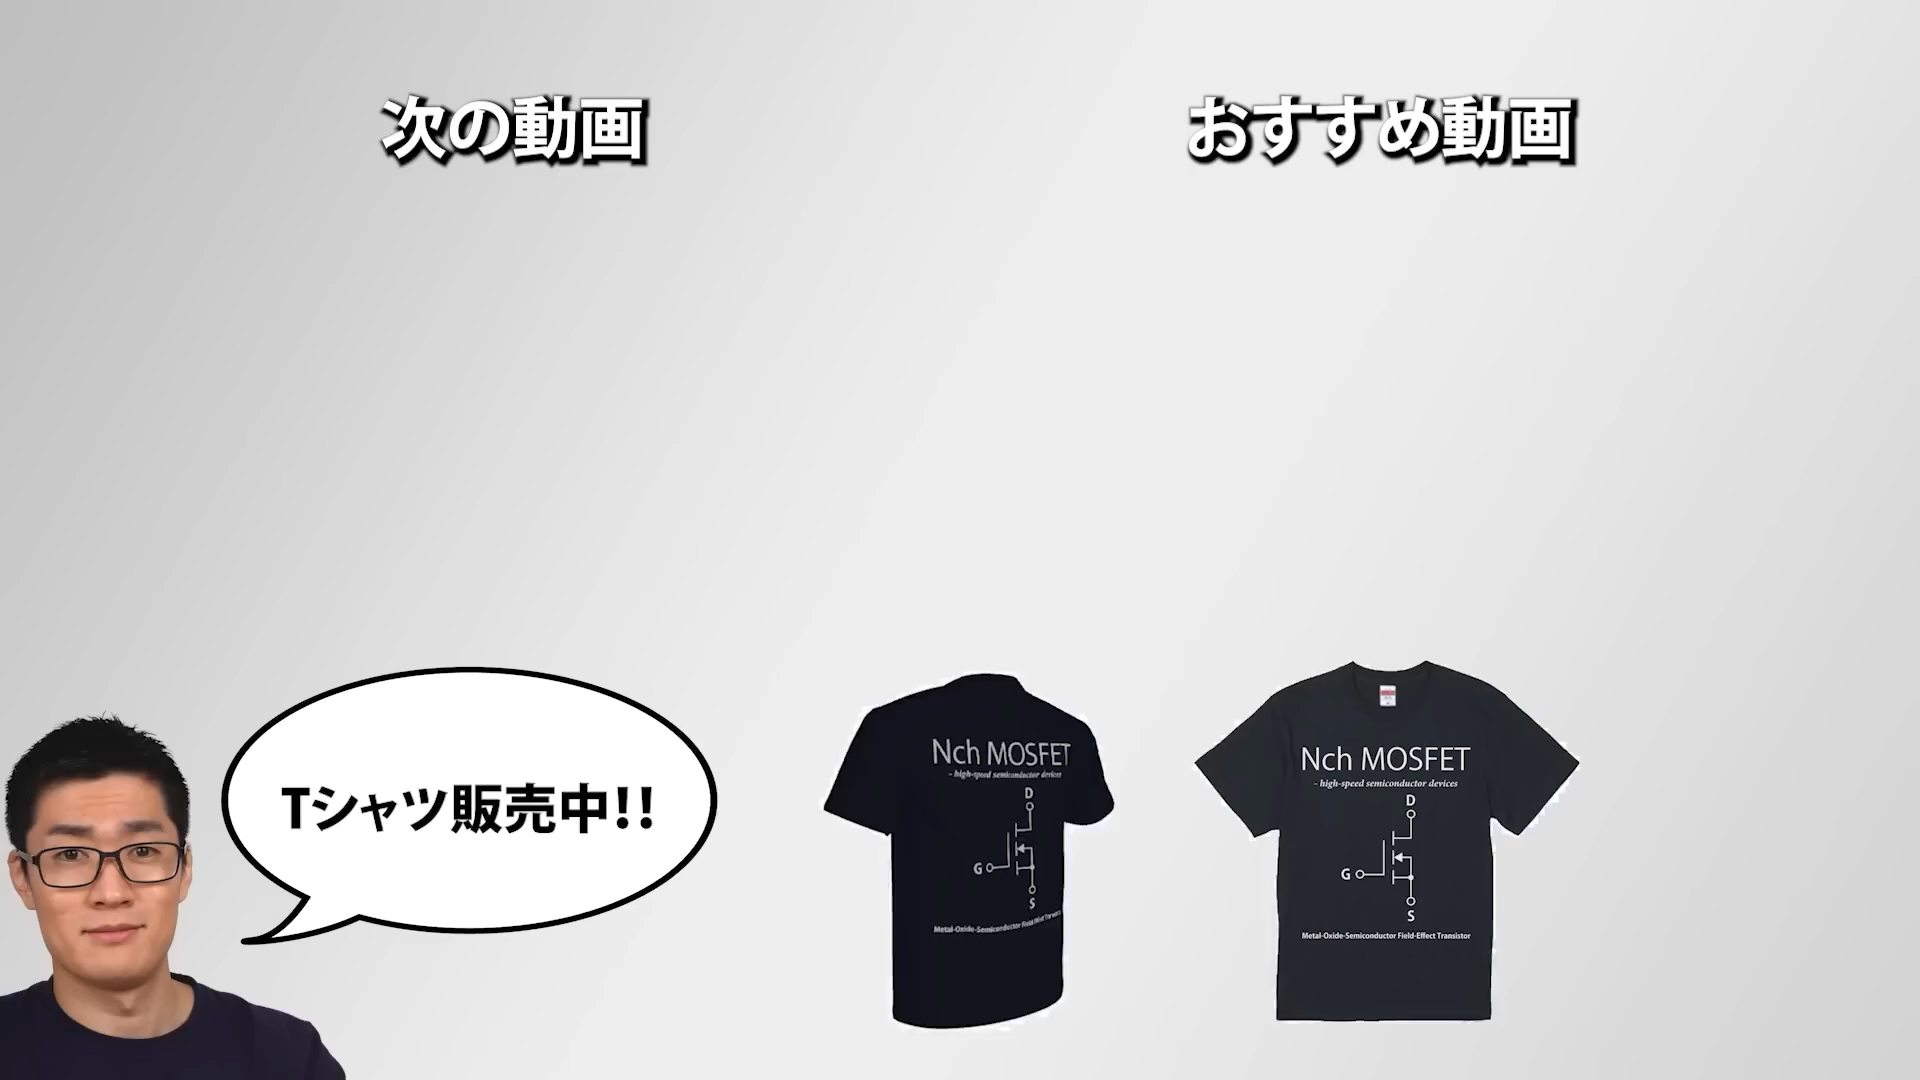 次の動画
おすすめ動画
Tシャツ販売中!!
Nch MOSFET
- high-speed semiconductor devices
D
G
S
Metal-Oxide-Semiconductor Field-Effect Transistor
Nch MOSFET
- high-speed semiconductor devices
D
G
S
Metal-Oxide-Semiconductor Field-Effect Transistor